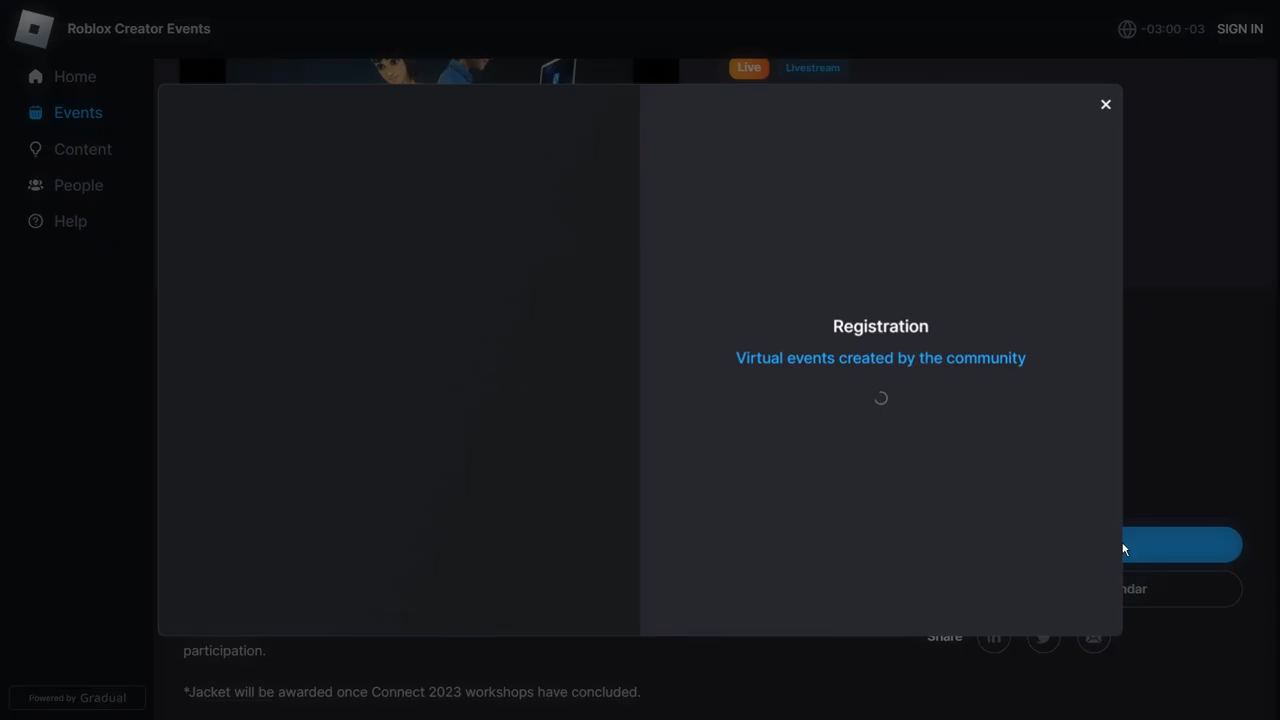 Roblox Creator Events
-03:00 -03
SIGN IN
Home
Events
Content
People
Help
Live
Livestream
Registration
Virtual events created by the community
ndar
Share
participation.
*Jacket will be awarded once Connect 2023 workshops have concluded.
Powered by Gradual